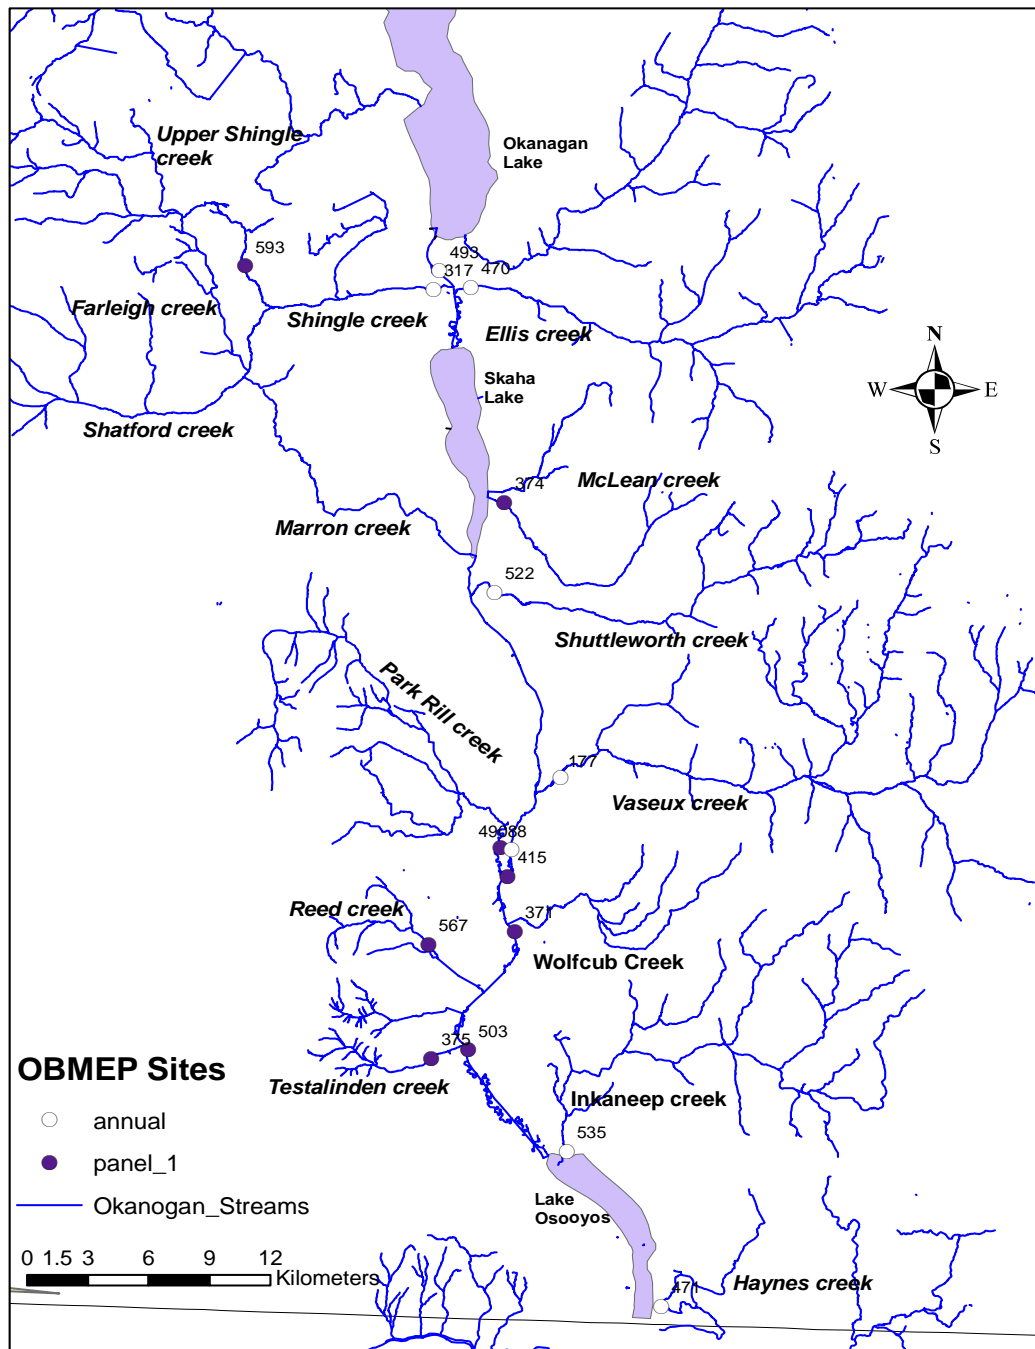 Upper Shingle
creek
Okanagan
Lake
593
493
317
470
Farleigh creek
Shingle creek
Ellis creek
N
W
E
S
Skaha
Lake
Shatford creek
374
McLean creek
Marron creek
522
Shuttleworth creek
Park Rill creek
177
Vaseux creek
415
Reed creek
371
567
Wolfcub Creek
503
375
OBMEP Sites
Testalinden creek
Inkaneep creek
annual
535
panel_1
Lake
Osooyos
Okanogan_Streams
0 1.5 3 6 9 12
Kilometers
Haynes creek
471